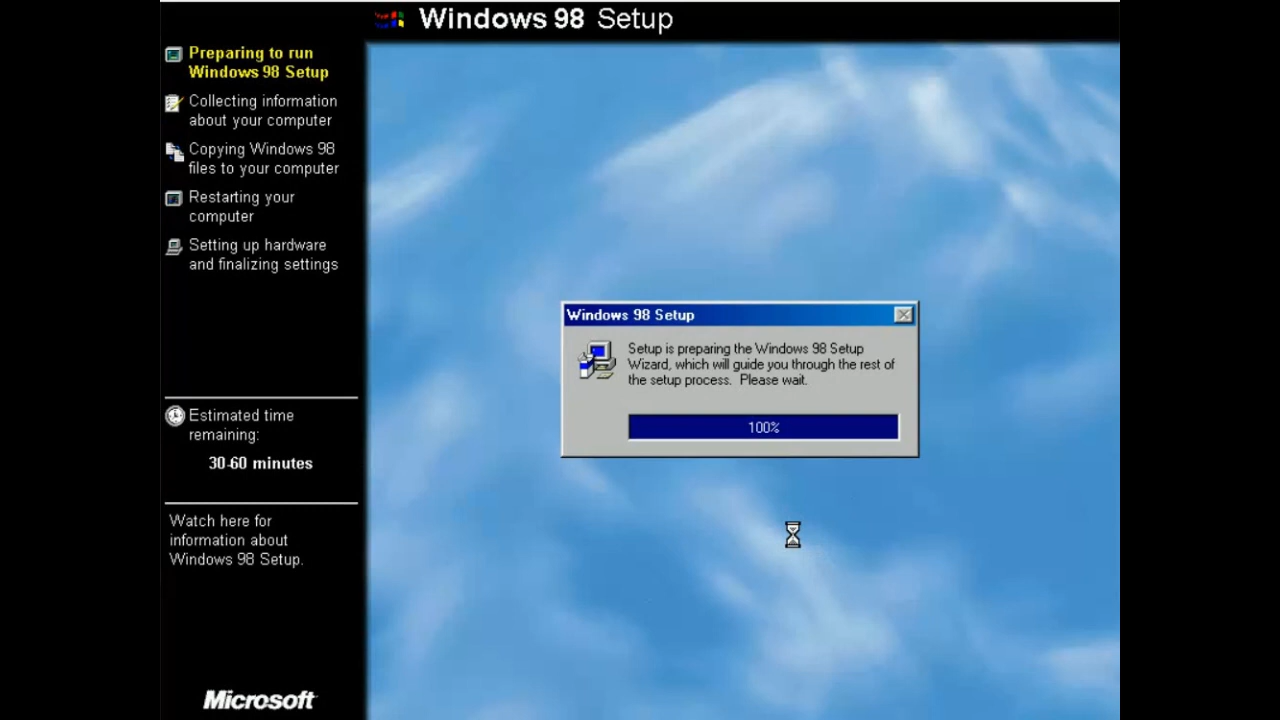 Windows 98 Setup
Preparing to run
Windows 98 Setup
Collecting information
about your computer
Copying Windows 98
files to your computer
Restarting your
computer
Setting up hardware
and finalizing settings
Estimated time
remaining:
30-60 minutes
Watch here for
information about
Windows 98 Setup.
Microsoft
Windows 98 Setup
Setup is preparing the Windows 98 Setup
Wizard, which will guide you through the rest of
the setup process. Please wait.
100%